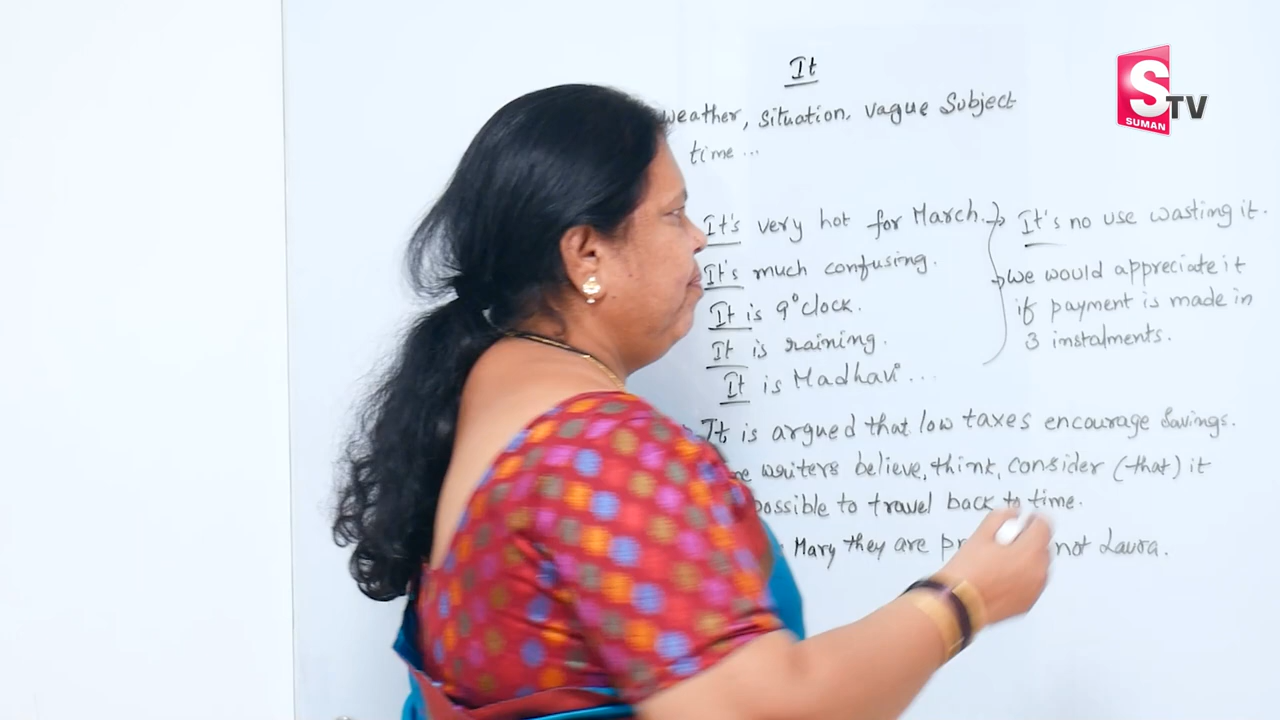 It
weather, situation, vague Subject
time ...
It's very hot for March.
It's much confusing.
It is 9°clock.
It is raining.
It is Madhavi ...
It's no use wasting it.
we would appreciate it
if payment is made in
3 instalments.
It is argued that low taxes encourage Savings.
writers believe, think, consider (that) it
possible to travel back to time.
Mary they are not Laura.
S
TV
SUMAN